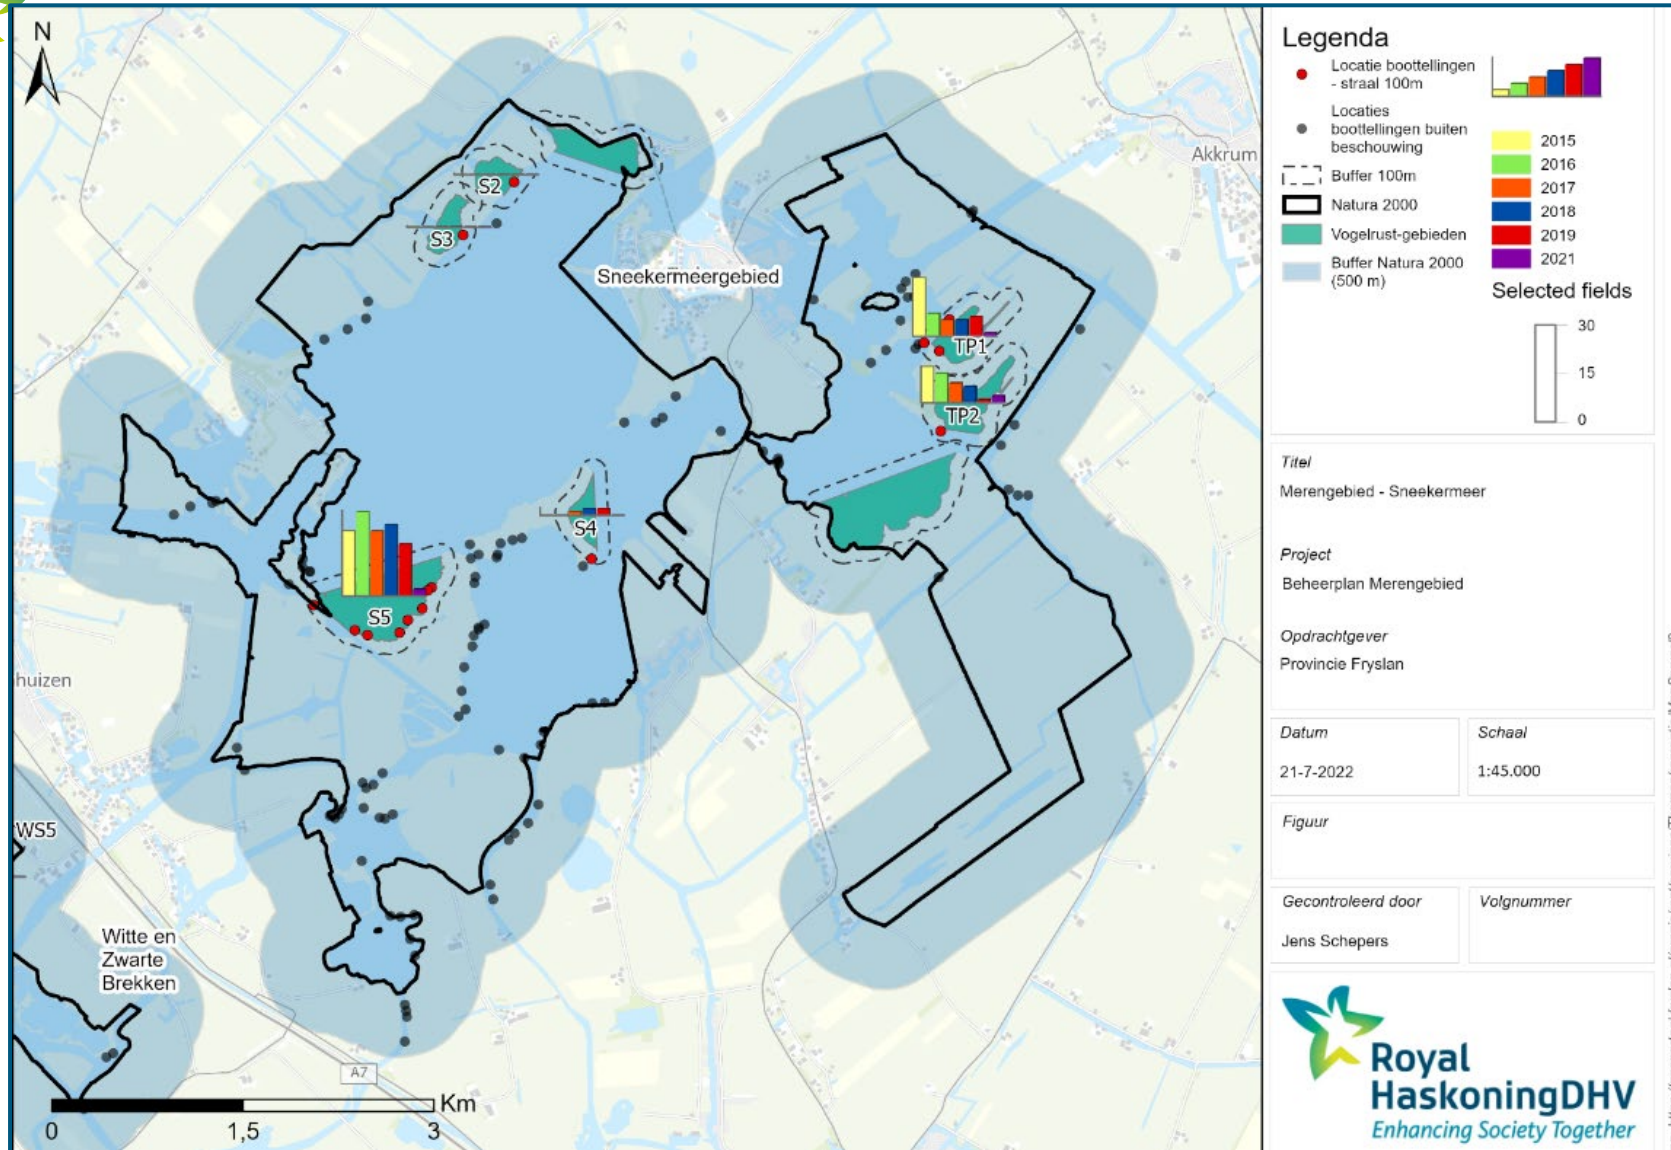 N
Akkrum
S2
S3
Sneekermeergebied
TP1
TP2
S4
S5
huizen
WS5
Witte en
Zwarte
Brekken
A7
Km
0
1,5
3
Legenda
Locatie boottellingen
- straal 100m
Locaties
boottellingen buiten
beschouwing
Buffer 100m
Natura 2000
Vogelrust-gebieden
Buffer Natura 2000
(500 m)
2015
2016
2017
2018
2019
2021
Selected fields
30
15
0
Titel
Merengebied - Sneekermeer
Project
Beheerplan Merengebied
Opdrachtgever
Provincie Fryslan
Datum
21-7-2022
Schaal
1:45.000
Figuur
Gecontroleerd door
Jens Schepers
Volgnummer
Royal
HaskoningDHV
Enhancing Society Together